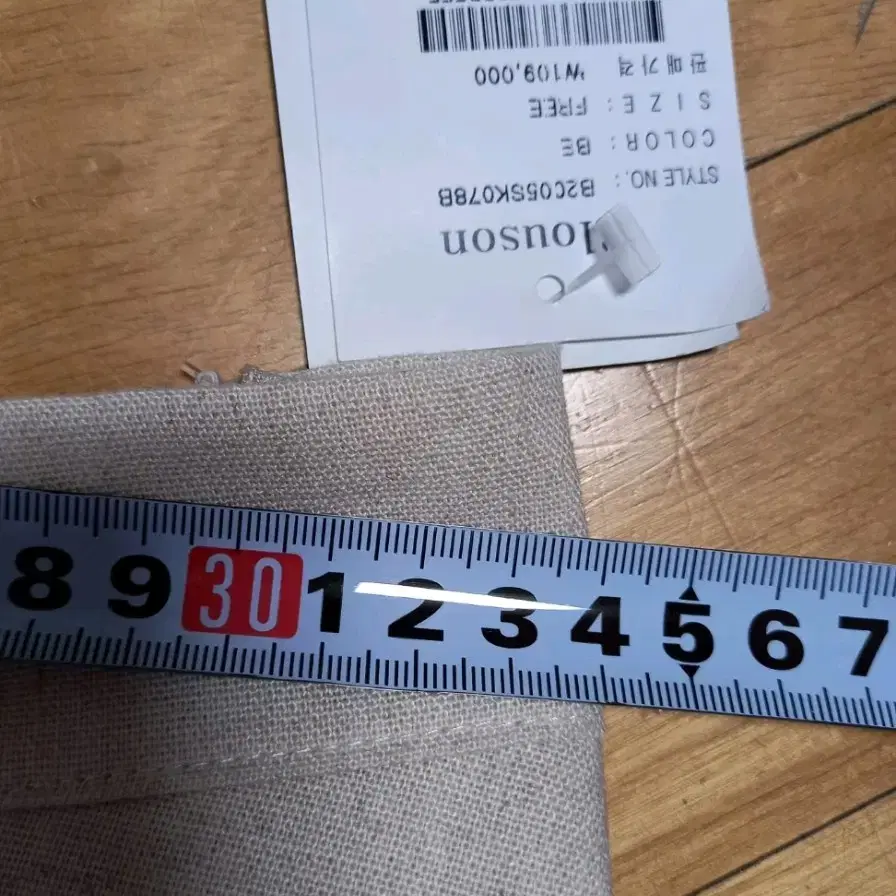 louson
STYLE NO.: B2C05SK078B
COLOR: BE
SIZE: FREE
판매가격 ₩109,000
8 9 30 1 2 3 4 5 6 7